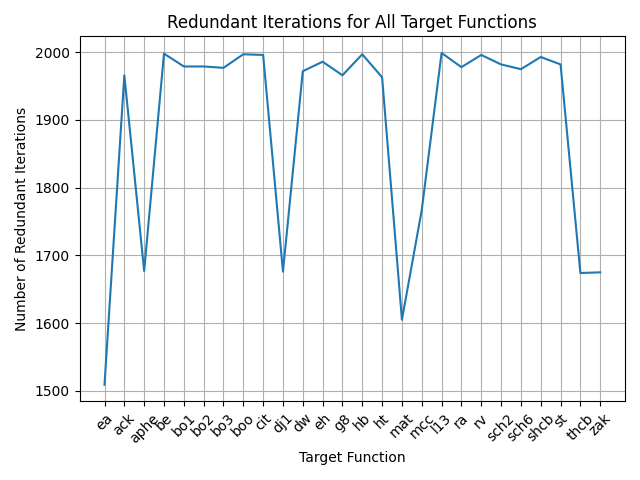 Redundant Iterations for All Target Functions
Number of Redundant Iterations
2000
1900
1800
1700
1600
1500
ea ack aphe be bo1 bo2 bo3 boo cit dj1 dw eh g8 hb ht mat mcc l13 ra rv sch2 sch6 shcb st thcb zak
Target Function